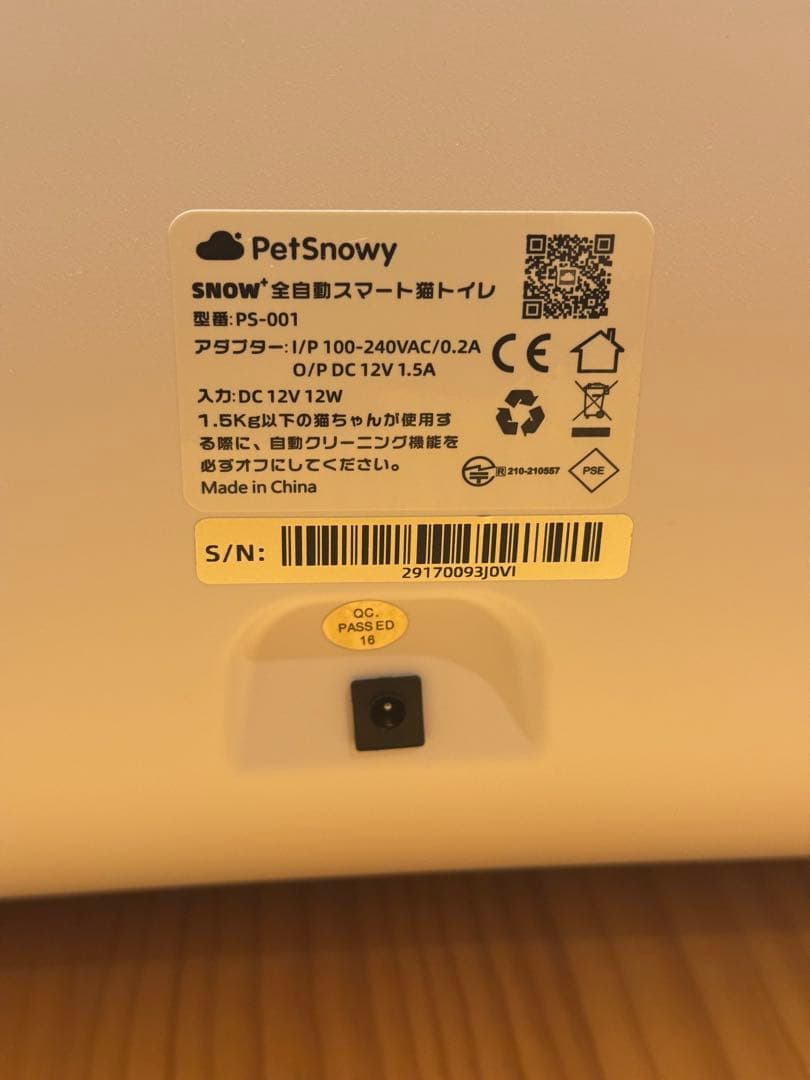 PetSnowy
SNOW+全自動スマート猫トイレ
型番:PS-001
アダプター:I/P 100-240VAC/0.2A
O/P DC 12V 1.5A
入力:DC 12V 12W
1.5Kg以下の猫ちゃんが使用す
る際に、自動クリーニング機能を
必ずオフにしてください。
Made in China
CE
R 210-210557
PSE
S/N:
29170093J0VI
QC.
PASSED
16